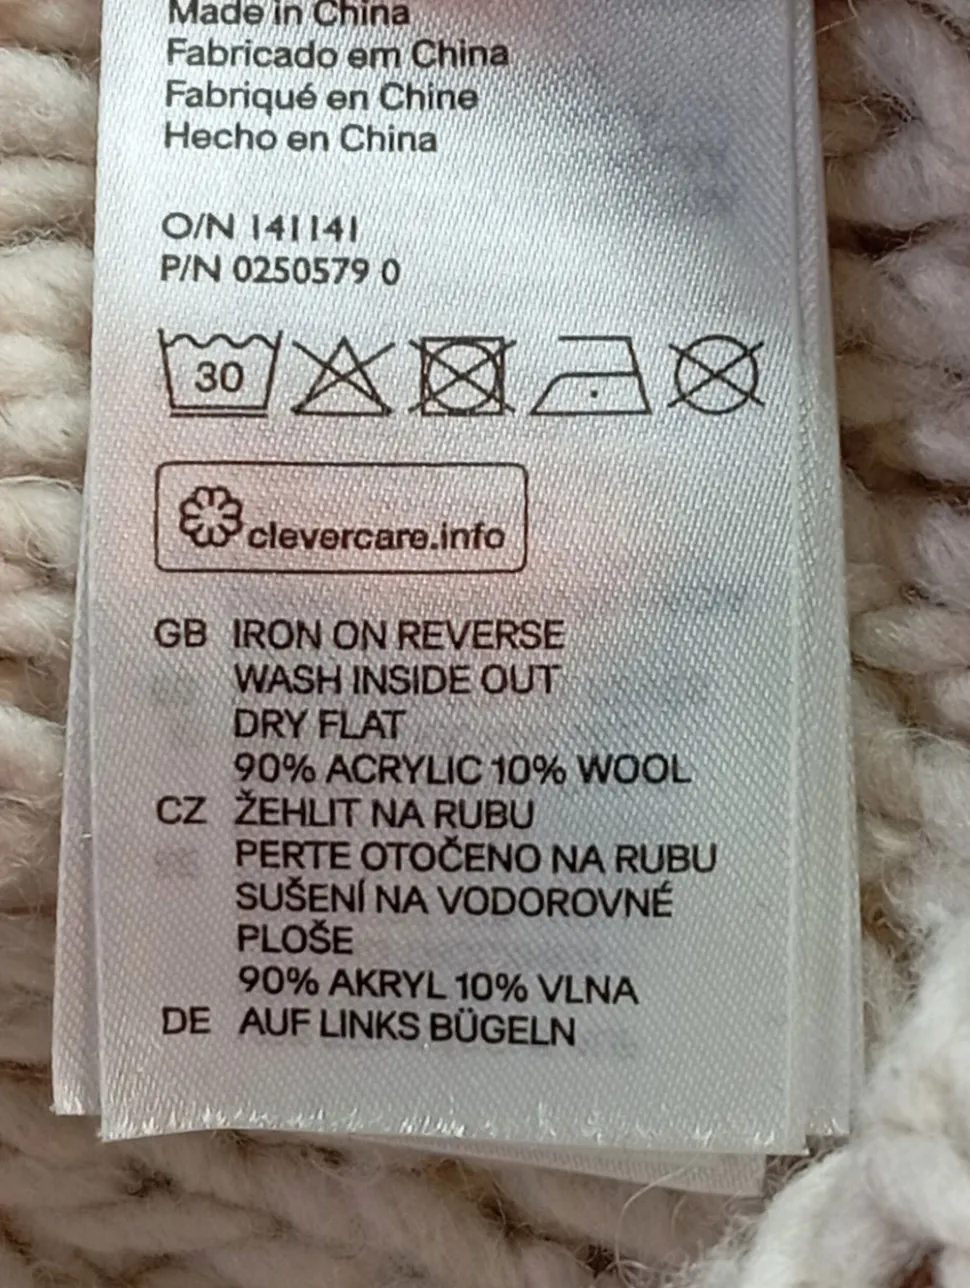 Made in China
Fabricado em China
Fabriqué en Chine
Hecho en China
O/N 141141
P/N 0250579 0
30
clevercare.info
GB IRON ON REVERSE
WASH INSIDE OUT
DRY FLAT
90% ACRYLIC 10% WOOL
CZ ŽEHLIT NA RUBU
PERTE OTOČENO NA RUBU
SUŠENÍ NA VODOROVNÉ
PLOŠE
90% AKRYL 10% VLNA
DE AUF LINKS BÜGELN